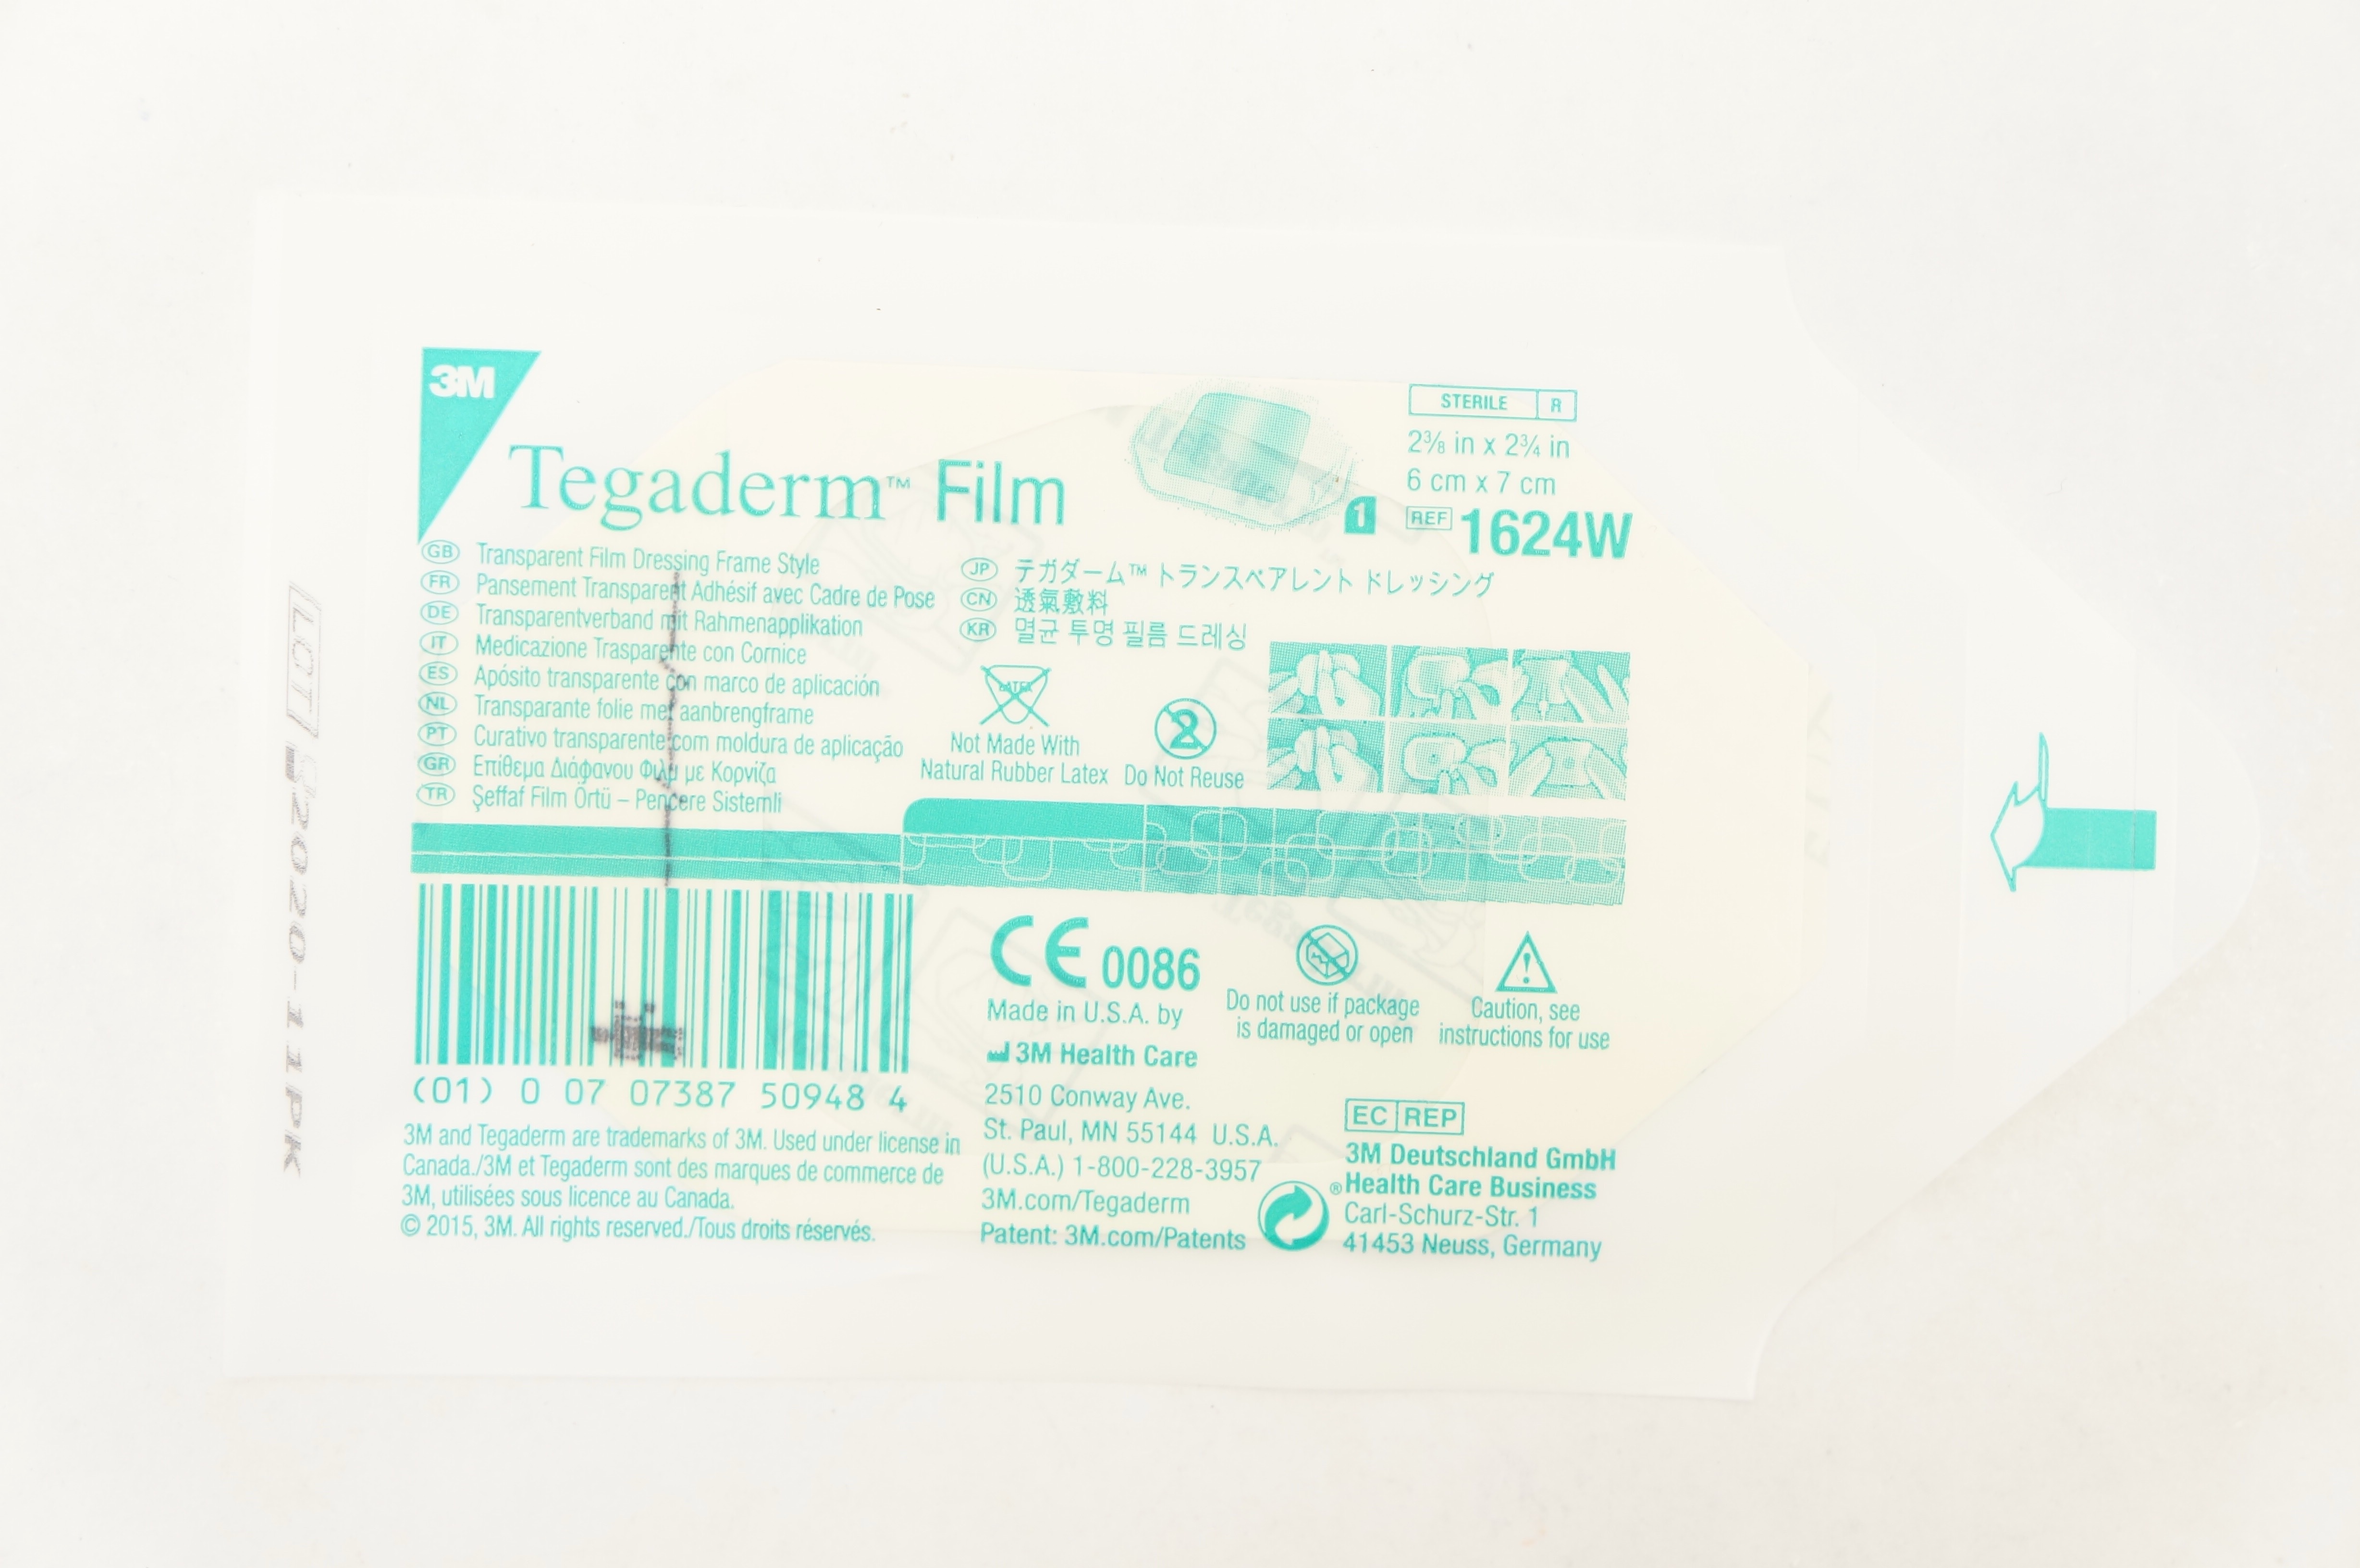 3M
Tegaderm™ Film
STERILE R
2⅜ in x 2¾ in
6 cm x 7 cm
1
REF 1624W
GB Transparent Film Dressing Frame Style
FR Pansement Transparent Adhésif avec Cadre de Pose
DE Transparentverband mit Rahmenapplikation
IT Medicazione Trasparente con Cornice
ES Apósito transparente con marco de aplicación
NL Transparante folie met aanbrengframe
PT Curativo transparente com moldura de aplicação
GR Επίθεμα Διάφανου Φιλμ με Κορνίζα
TR Şeffaf Film Örtü – Pencere Sistemli
JP テガダーム™ トランスペアレント ドレッシング
CN 透氣敷料
KR 멸균 투명 필름 드레싱
LATEX
Not Made With
Natural Rubber Latex
2
Do Not Reuse
(01) 0 07 07387 50948 4
3M and Tegaderm are trademarks of 3M. Used under license in
Canada./3M et Tegaderm sont des marques de commerce de
3M, utilisées sous licence au Canada.
© 2015, 3M. All rights reserved./Tous droits réservés.
CE 0086
Made in U.S.A. by
3M Health Care
2510 Conway Ave.
St. Paul, MN 55144 U.S.A.
(U.S.A.) 1-800-228-3957
3M.com/Tegaderm
Patent: 3M.com/Patents
Do not use if package
is damaged or open
Caution, see
instructions for use
EC REP
3M Deutschland GmbH
Health Care Business
Carl-Schurz-Str. 1
41453 Neuss, Germany
LOT 2020-11PK